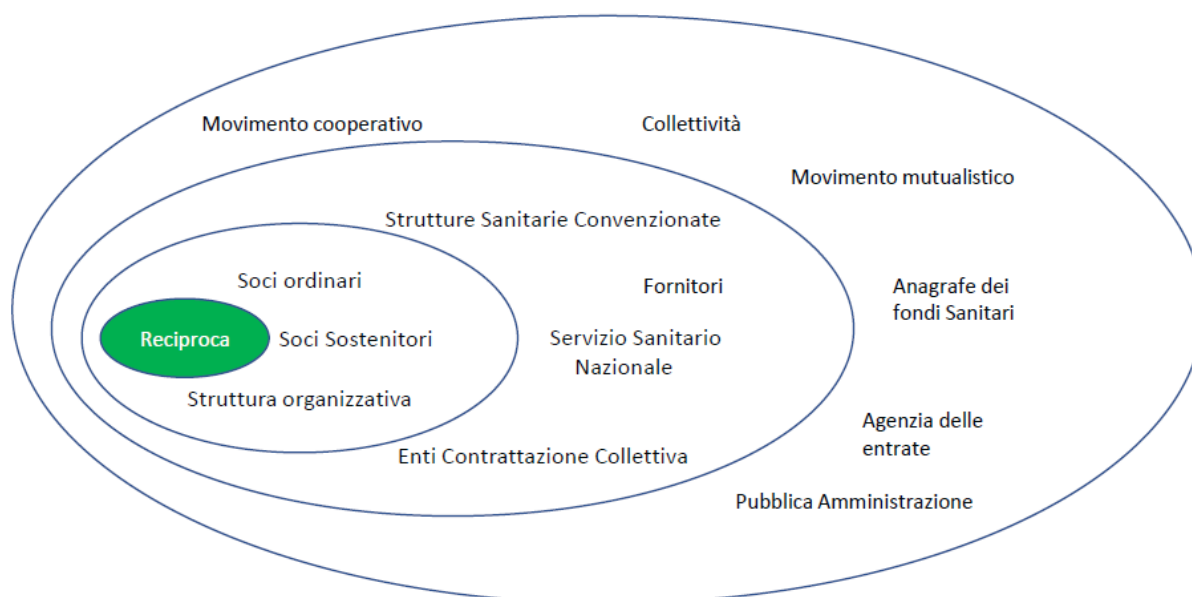 Movimento cooperativo
Collettività
Movimento mutualistico
Strutture Sanitarie Convenzionate
Soci ordinari
Fornitori
Anagrafe dei
fondi Sanitari
Reciproca
Soci Sostenitori
Servizio Sanitario
Nazionale
Struttura organizzativa
Agenzia delle
entrate
Enti Contrattazione Collettiva
Pubblica Amministrazione